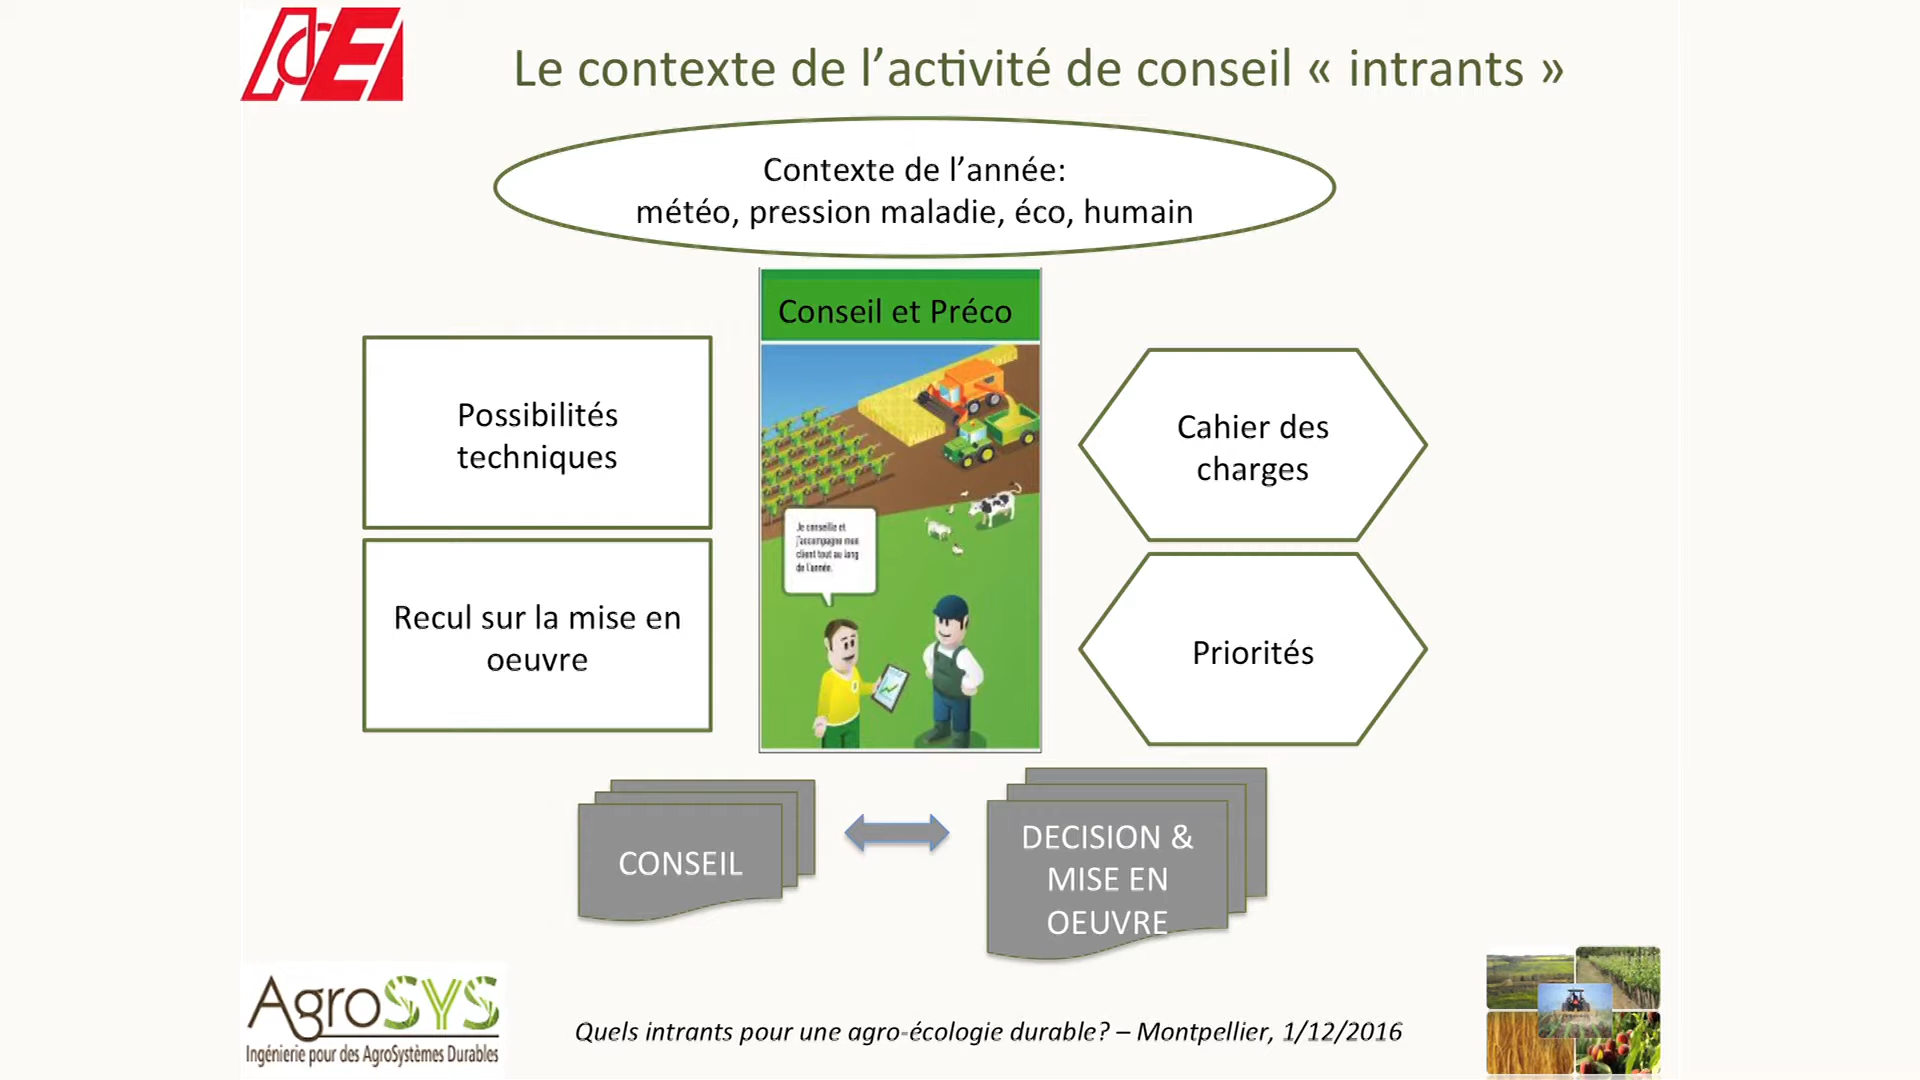 AcE
Le contexte de l’activité de conseil « intrants »
Contexte de l’année:
météo, pression maladie, éco, humain
Conseil et Préco
Possibilités
techniques
Recul sur la mise en
oeuvre
Je conseille et
j'accompagne mon
client tout au long
de l'année.
Cahier des
charges
Priorités
CONSEIL
DECISION &
MISE EN
OEUVRE
AgroSYS
Ingénierie pour des AgroSystèmes Durables
Quels intrants pour une agro-écologie durable? – Montpellier, 1/12/2016